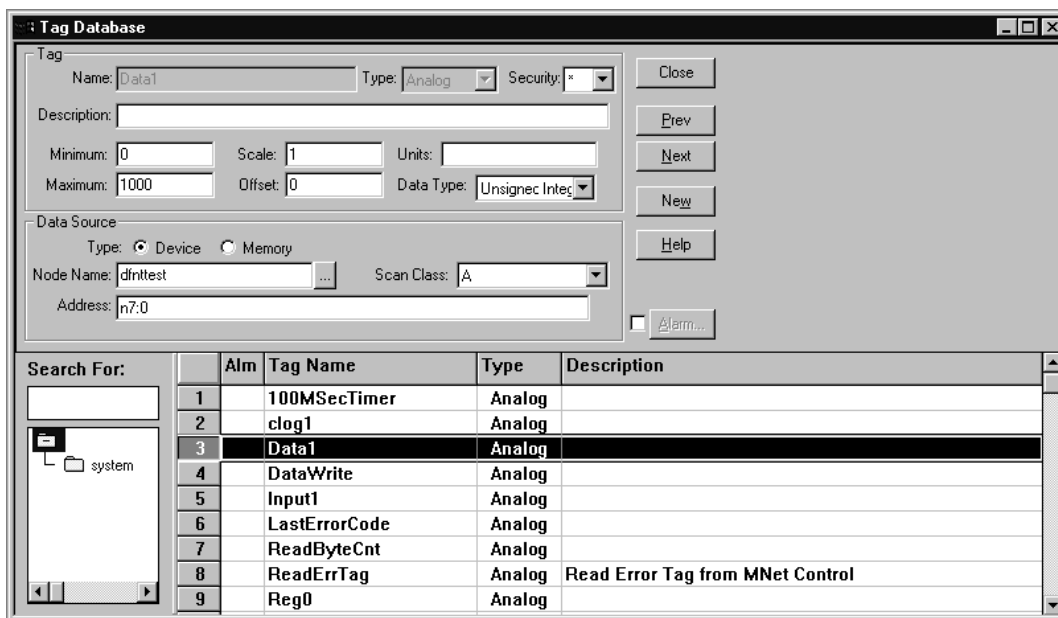 Tag Database
Tag
Name: Data1 Type: Analog Security: *
Close
Description:
Prev
Minimum: 0 Scale: 1 Units:
Next
Maximum: 1000 Offset: 0 Data Type: Unsignec Integ
New
Data Source
Type: Device Memory
Help
Node Name: dfnttest ... Scan Class: A
Address: n7:0
Alarm...
Search For:
system
Alm Tag Name Type Description
1 100MSecTimer Analog
2 clog1 Analog
3 Data1 Analog
4 DataWrite Analog
5 Input1 Analog
6 LastErrorCode Analog
7 ReadByteCnt Analog
8 ReadErrTag Analog Read Error Tag from MNet Control
9 Reg0 Analog